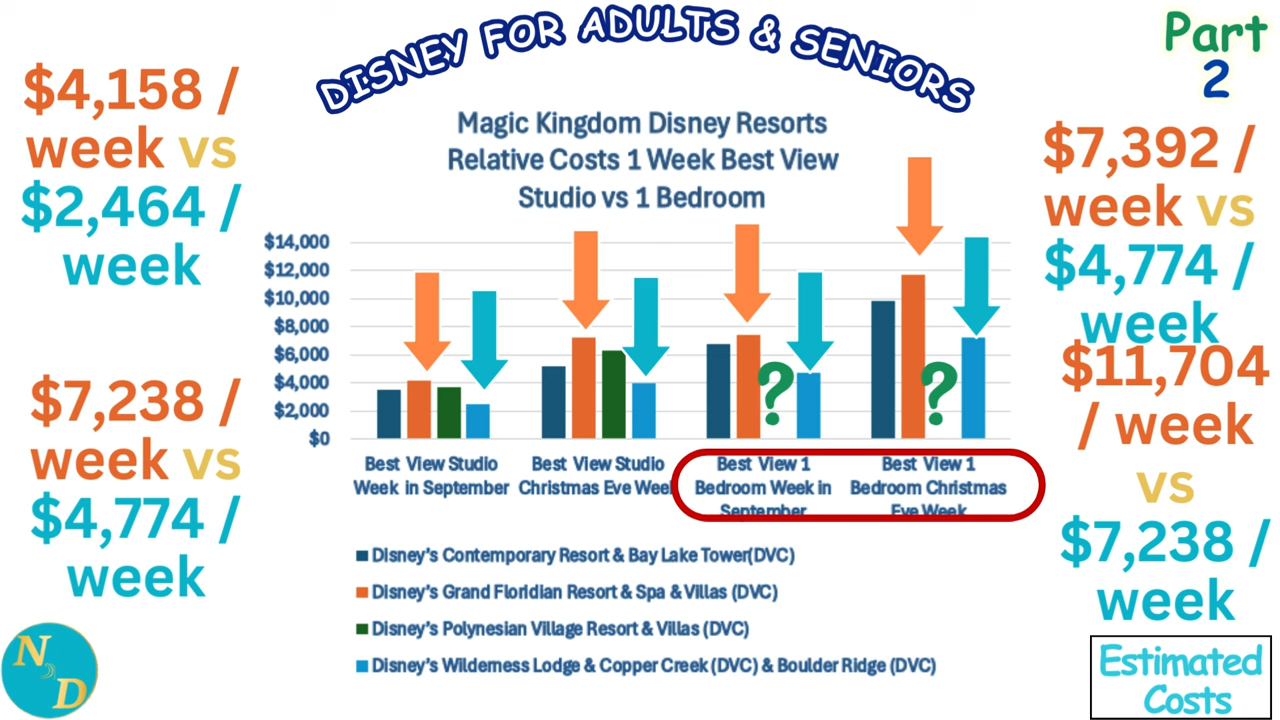 DISNEY FOR ADULTS & SENIORS
Part
2
$4,158 /
week vs
$2,464 /
week
$7,238 /
week vs
$4,774 /
week
Magic Kingdom Disney Resorts
Relative Costs 1 Week Best View
Studio vs 1 Bedroom
$14,000
$12,000
$10,000
$8,000
$6,000
$4,000
$2,000
$0
?
?
Best View Studio
Week in September
Best View Studio
Christmas Eve Week
Best View 1
Bedroom Week in
September
Best View 1
Bedroom Christmas
Eve Week
Disney's Contemporary Resort & Bay Lake Tower(DVC)
Disney's Grand Floridian Resort & Spa & Villas (DVC)
Disney's Polynesian Village Resort & Villas (DVC)
Disney's Wilderness Lodge & Copper Creek (DVC) & Boulder Ridge (DVC)
$7,392 /
week vs
$4,774 /
week
$11,704
/ week
vs
$7,238 /
week
Estimated
Costs
N
D